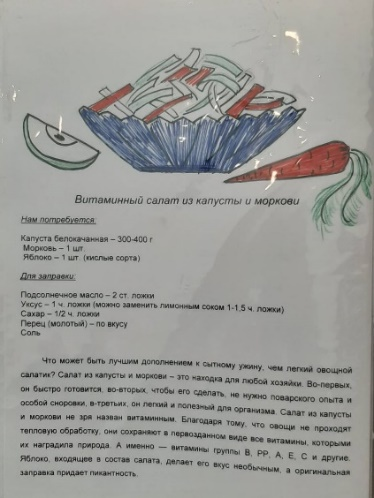 Витаминный салат из капусты и моркови
Нам потребуется:
Капуста белокачанная – 300-400 г
Морковь – 1 шт
Яблоко – 1 шт. (кислые сорта)
Для заправки:
Подсолнечное масло – 2 ст. ложки
Уксус – 1 ч. ложки (можно заменить лимонным соком 1-1,5 ч. ложки)
Сахар – 1/2 ч. ложки
Перец (молотый) – по вкусу
Соль
Что может быть лучшим дополнением к сытному ужину, чем легкий овощной
салатик? Салат из капусты и моркови – это находка для любой хозяйки. Во-первых,
он быстро готовится, во-вторых, чтобы его сделать, не нужно поварского опыта и
особой сноровки, в-третьих, он легкий и полезный для организма. Салат из капусты
и моркови не зря назван витаминным. Благодаря тому, что овощи не проходят
тепловую обработку, они сохраняют в первозданном виде все витамины, которыми
их наградила природа. А именно — витамины группы В, РР, А, Е, С и другие.
Яблоко, входящее в состав салата, делает его вкус необычным, а оригинальная
заправка придает пикантность.